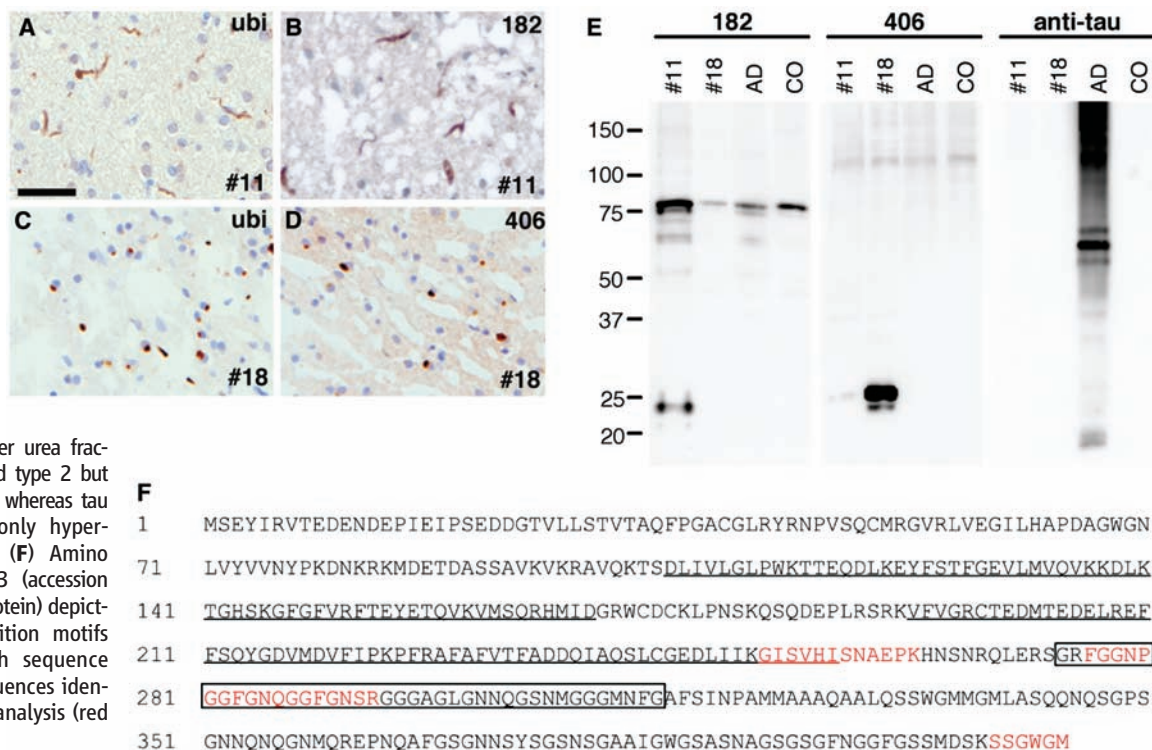 A ubi B 182
#11 #11
C ubi D 406
#18 #18
E 182 406 anti-tau
#11 #18 AD CO #11 #18 AD CO #11 #18 AD CO
150
100
75
50
37
25
20
er urea frac-
d type 2 but
whereas tau
only hyper-
(F) Amino
3 (accession
otein) depict-
ition motifs
h sequence
uences iden-
analysis (red
F
1 MSEYIRVTEDENDEPIEIPSEDDGTVLLSTVTAQFPGACGLRYRNPVSQCMRGVRLVEGILHAPDAGWGN
71 LVYVVNYPKDNKRKMDETDASSAVKVKRAVQKTSDLIVLGLPWKTTEQDLKEYFSTFGEVLMVQVKKDLK
141 TGHSKGFGFVRFTEYETQVKVMSQRHMIDGRWCDCKLPNSKQSQDEPLRSRKVFVGRCTEDMTEDELREF
211 FSQYGDVMDVFIPKPFRAFAFVTFADDQIAQSLCGEDLIIKGISVHISNAEPKHNSNRQLERSGRFGGNP
281 GGFGNQGGFGNSRGGGAGLGNNQGSNMGGGMNFGAFSINPAMMAAAQAALQSSWGMMGMLASQQNQSGPS
351 GNNQNQGNMQREPNQAFGSGNNSYSGSNSGAAIGWGSASNAGSGSGFNGGFGSSMDSKSSGWGM